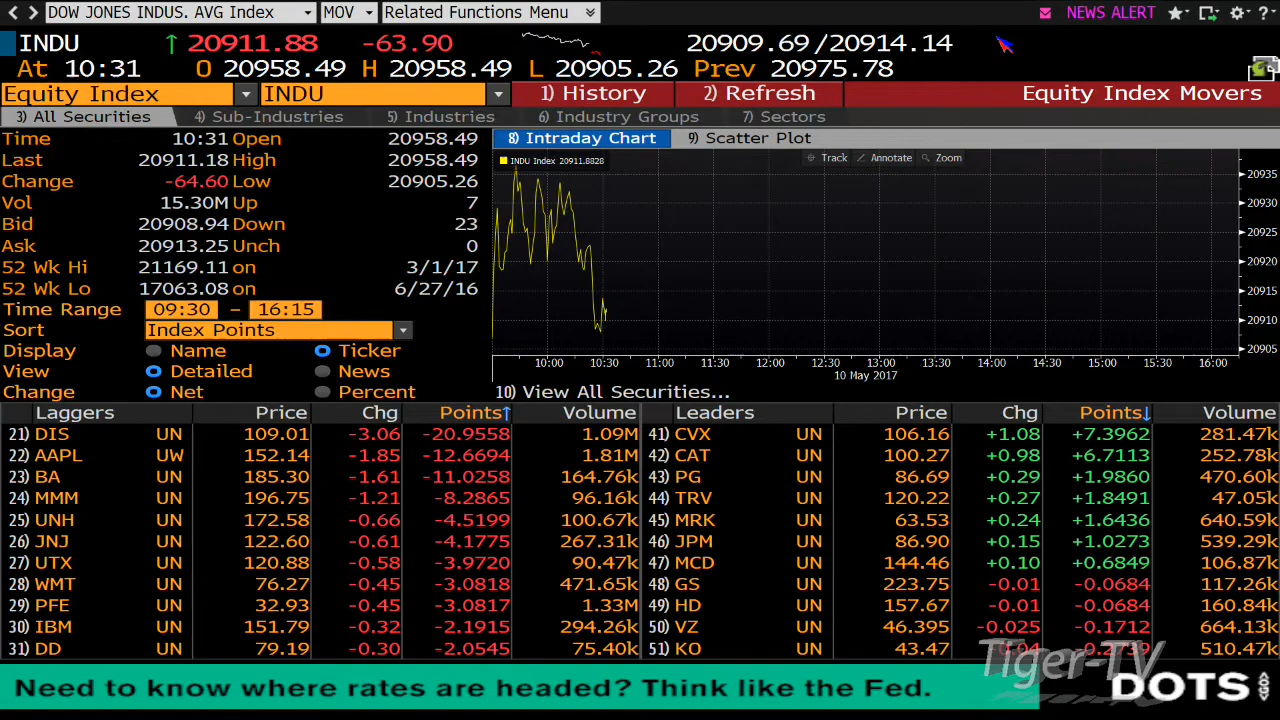 DOW JONES INDUS. AVG Index MOV Related Functions Menu NEWS ALERT ?
INDU ↑ 20911.88 -63.90 20909.69/20914.14
At 10:31 O 20958.49 H 20958.49 L 20905.26 Prev 20975.78
Equity Index INDU 1) History 2) Refresh Equity Index Movers
3) All Securities 4) Sub-Industries 5) Industries 6) Industry Groups 7) Sectors
Time 10:31 Open 20958.49
Last 20911.18 High 20958.49
Change -64.60 Low 20905.26
Vol 15.30M Up 7
Bid 20908.94 Down 23
Ask 20913.25 Unch 0
52 Wk Hi 21169.11 on 3/1/17
52 Wk Lo 17063.08 on 6/27/16
Time Range 09:30 - 16:15
Sort Index Points
Display Name Ticker
View Detailed News
Change Net Percent
8) Intraday Chart 9) Scatter Plot
INDU Index 20911.8828 Track Annotate Zoom
20935
20930
20925
20920
20915
20910
20905
10:00 10:30 11:00 11:30 12:00 12:30 13:00 13:30 14:00 14:30 15:00 15:30 16:00
10 May 2017
10) View All Securities...
Laggers Price Chg Points↑ Volume Leaders Price Chg Points↓ Volume
21) DIS UN 109.01 -3.06 -20.9558 1.09M 41) CVX UN 106.16 +1.08 +7.3962 281.47k
22) AAPL UW 152.14 -1.85 -12.6694 1.81M 42) CAT UN 100.27 +0.98 +6.7113 252.78k
23) BA UN 185.30 -1.61 -11.0258 164.76k 43) PG UN 86.69 +0.29 +1.9860 470.60k
24) MMM UN 196.75 -1.21 -8.2865 96.16k 44) TRV UN 120.22 +0.27 +1.8491 47.05k
25) UNH UN 172.58 -0.66 -4.5199 100.67k 45) MRK UN 63.53 +0.24 +1.6436 640.59k
26) JNJ UN 122.60 -0.61 -4.1775 267.31k 46) JPM UN 86.90 +0.15 +1.0273 539.29k
27) UTX UN 120.88 -0.58 -3.9720 90.47k 47) MCD UN 144.46 +0.10 +0.6849 106.87k
28) WMT UN 76.27 -0.45 -3.0818 471.65k 48) GS UN 223.75 -0.01 -0.0684 117.26k
29) PFE UN 32.93 -0.45 -3.0817 1.33M 49) HD UN 157.67 -0.01 -0.0684 160.84k
30) IBM UN 151.79 -0.32 -2.1915 294.26k 50) VZ UN 46.395 -0.025 -0.1712 664.13k
31) DD UN 79.19 -0.30 -2.0545 75.40k 51) KO UN 43.47 -0.04 -0.2739 510.47k
Tiger-TV
Need to know where rates are headed? Think like the Fed. DOTS